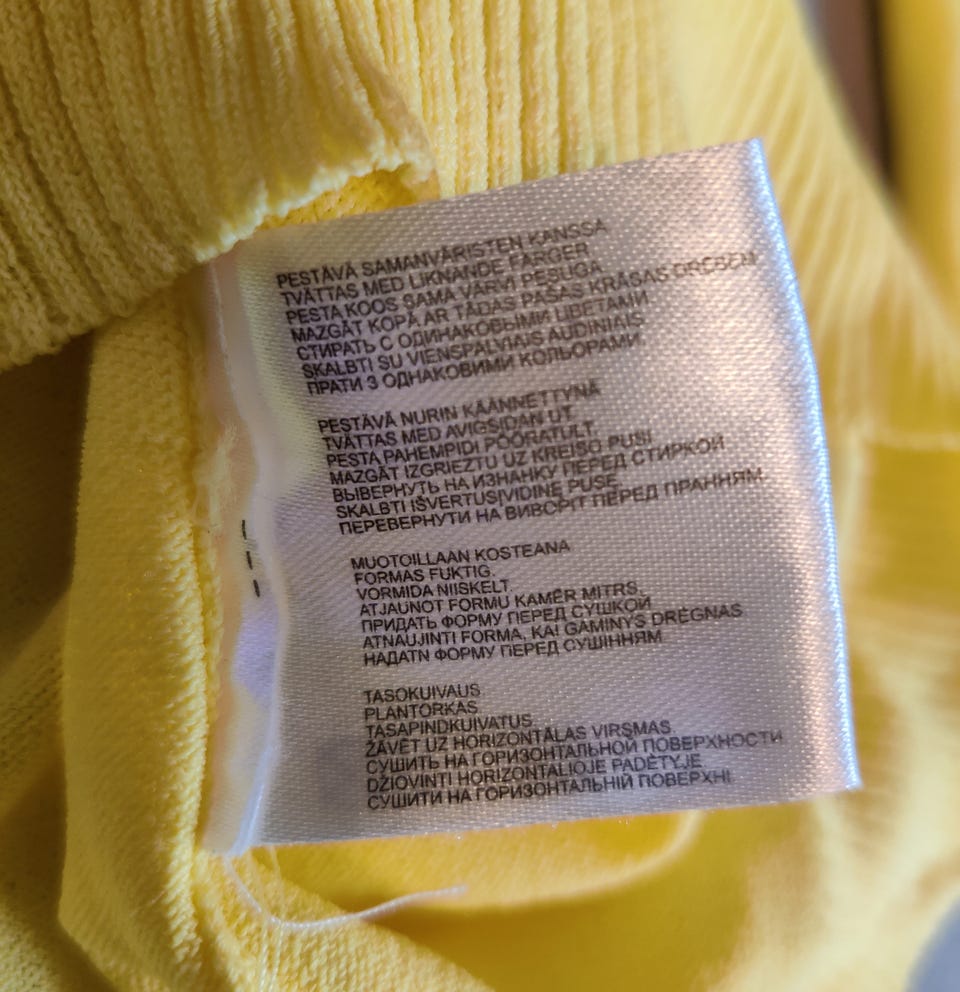 PESTÄVÄ SAMANVÄRISTEN KANSSA
TVÄTTAS MED LIKNANDE FÄRGER
PESTA KOOS SAMA VÄRVI PESUGA
MAZGĀT KOPĀ AR TĀDAS PAŠAS KRĀSAS DRĒBĒM
СТИРАТЬ С ОДИНАКОВЫМИ ЦВЕТАМИ
SKALBTI SU VIENSPALVIAIS AUDINIAIS
ПРАТИ З ОДНАКОВИМИ КОЛЬОРАМИ
PESTÄVÄ NURIN KÄÄNNETTYNÄ
TVÄTTAS MED AVIGSIDAN UT.
PESTA PAHEMPIDI PÖÖRATULT
MAZGĀT IZGRIEZTU UZ KREISO PUSI
ВЫВЕРНУТЬ НА ИЗНАНКУ ПЕРЕД СТИРКОЙ
SKALBTI IŠVERTUS|VIDINĘ PUSĘ
ПЕРЕВЕРНУТИ НА ВИВОРІТ ПЕРЕД ПРАННЯМ
MUOTOILLAAN KOSTEANA
FORMAS FUKTIG.
VORMIDA NIISKELT.
ATJAUNOT FORMU KAMĒR MITRS.
ПРИДАТЬ ФОРМУ ПЕРЕД СУШКОЙ
ATNAUJINTI FORMĄ, KAI GAMINYS DRĖGNAS
НАДАТN ФОРМУ ПЕРЕД СУШІННЯМ
TASOKUIVAUS
PLANTORKAS
TASAPINDKUIVATUS
ŽĀVĒT UZ HORIZONTĀLAS VIRSMAS
СУШИТЬ НА ГОРИЗОНТАЛЬНОЙ ПОВЕРХНОСТИ
DŽIOVINTI HORIZONTALIOJE PADĖTYJE
СУШИТИ НА ГОРИЗОНТАЛЬНІЙ ПОВЕРХНІ